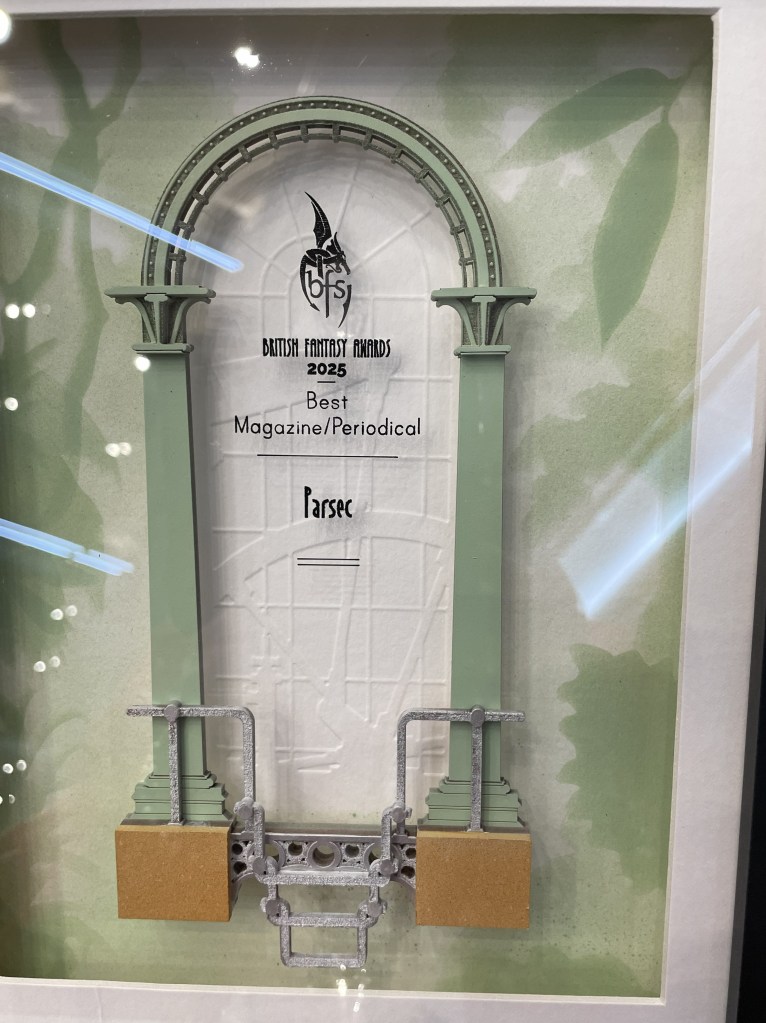 bfs
BRITISH FANTASY AWARDS
2025
Best
Magazine/Periodical
Parsec